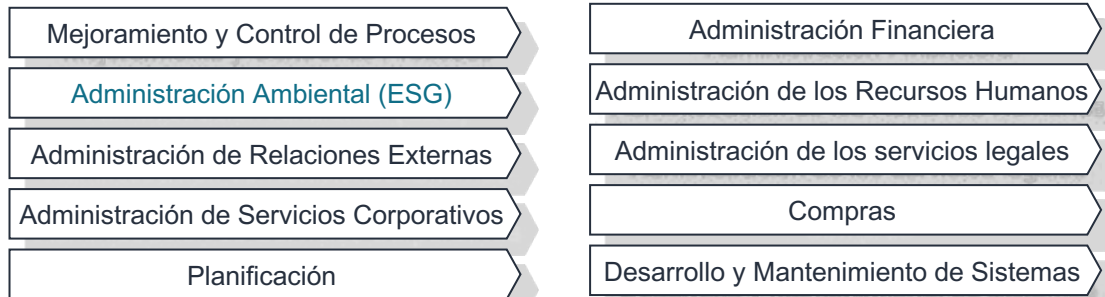 Mejoramiento y Control de Procesos
Administración Ambiental (ESG)
Administración de Relaciones Externas
Administración de Servicios Corporativos
Planificación
Administración Financiera
Administración de los Recursos Humanos
Administración de los servicios legales
Compras
Desarrollo y Mantenimiento de Sistemas